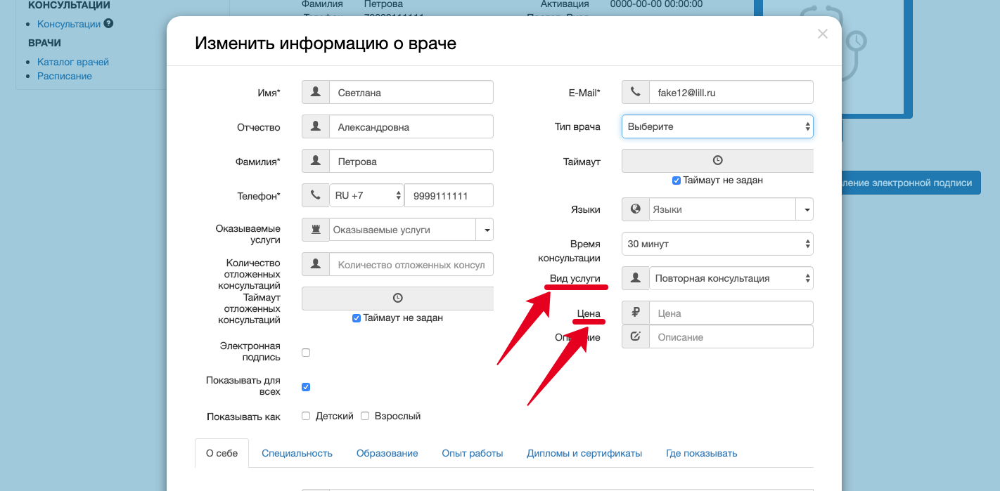 КОНСУЛЬТАЦИИ
Консультации ?
ВРАЧИ
Каталог врачей
Расписание
Фамилия Петрова
Активация 0000-00-00 00:00:00
Изменить информацию о враче
Имя* Светлана
Отчество Александровна
Фамилия* Петрова
Телефон* RU +7 9999111111
Оказываемые
услуги
Оказываемые услуги
Количество
отложенных
консультаций
Количество отложенных консул
Таймаут
отложенных
консультаций
Таймаут не задан
Электронная
подпись
Показывать для
всех
Показывать как Детский Взрослый
E-Mail* fake12@lill.ru
Тип врача Выберите
Таймаут
Таймаут не задан
Языки Языки
Время
консультации
30 минут
Вид услуги Повторная консультация
Цена ₽ Цена
Описание
ление электронной подписи
О себе Специальность Образование Опыт работы Дипломы и сертификаты Где показывать